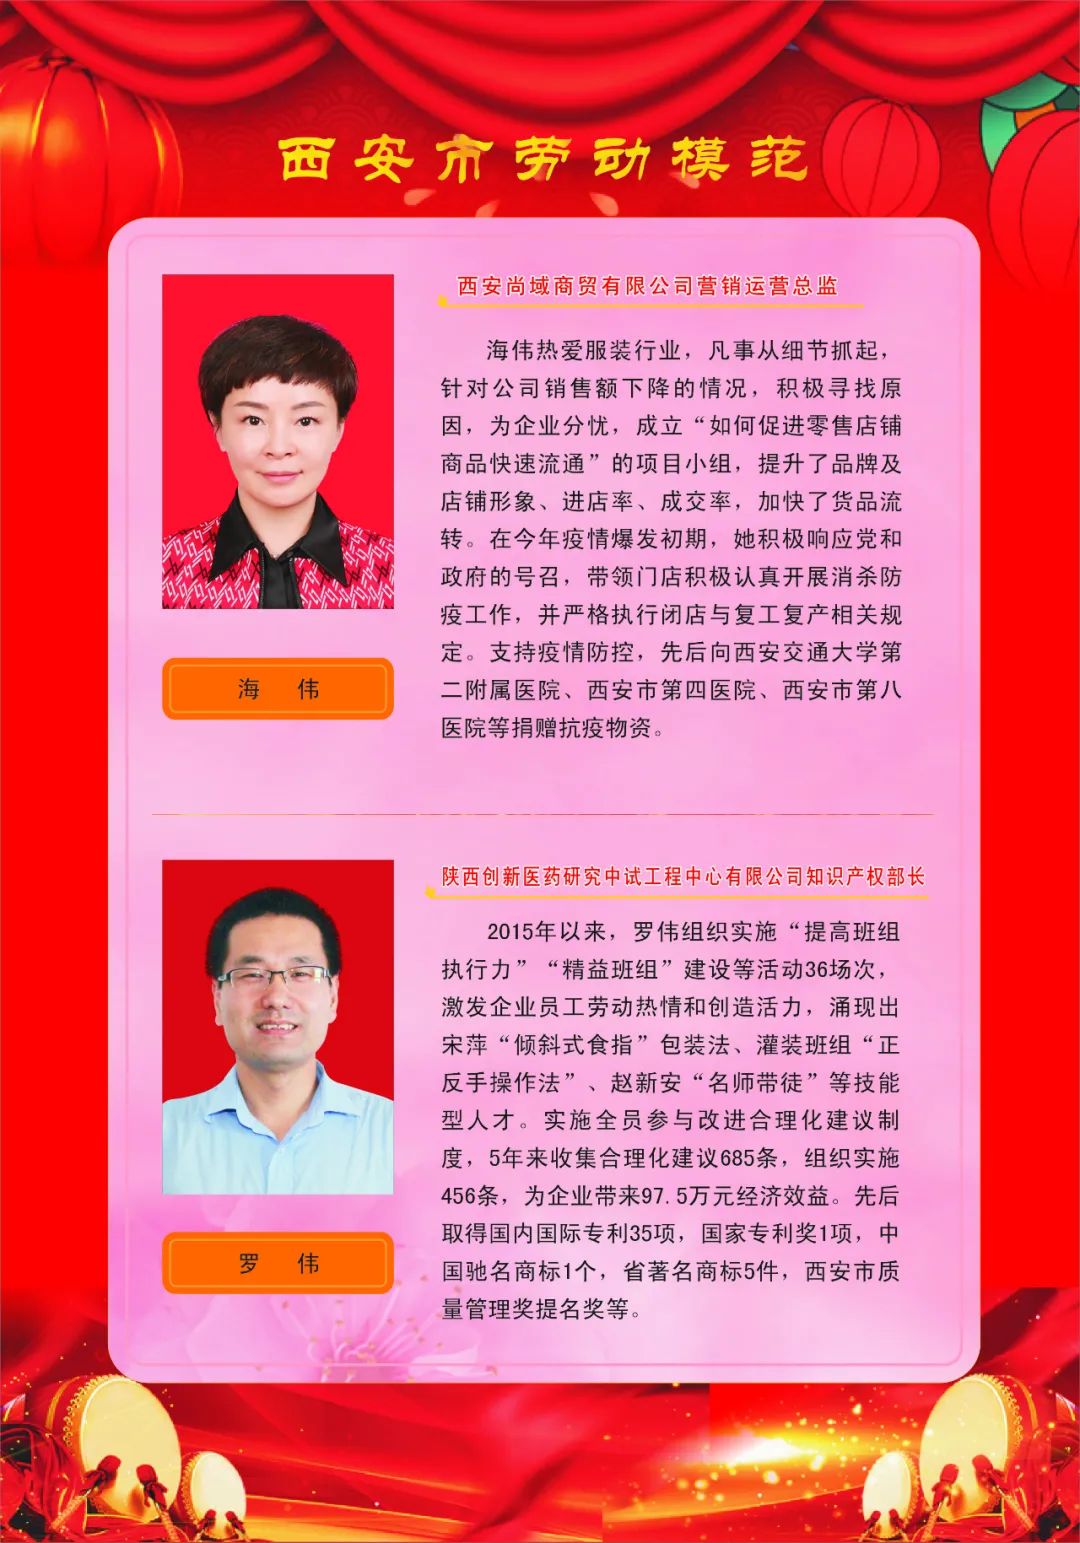 西安市劳动模范
西安尚域商贸有限公司营销运营总监
海伟热爱服装行业，凡事从细节抓起，
针对公司销售额下降的情况，积极寻找原
因，为企业分忧，成立“如何促进零售店铺
商品快速流通”的项目小组，提升了品牌及
店铺形象、进店率、成交率，加快了货品流
转。在今年疫情爆发初期，她积极响应党和
政府的号召，带领门店积极认真开展消杀防
疫工作，并严格执行闭店与复工复产相关规
定。支持疫情防控，先后向西安交通大学第
二附属医院、西安市第四医院、西安市第八
医院等捐赠抗疫物资。
海 伟
陕西创新医药研究中试工程中心有限公司知识产权部长
2015年以来，罗伟组织实施“提高班组
执行力”“精益班组”建设等活动36场次，
激发企业员工劳动热情和创造活力，涌现出
宋萍“倾斜式食指”包装法、灌装班组“正
反手操作法”、赵新安“名师带徒”等技能
型人才。实施全员参与改进合理化建议制
度，5年来收集合理化建议685条，组织实施
456条，为企业带来97.5万元经济效益。先后
取得国内国际专利35项，国家专利奖1项，中
国驰名商标1个，省著名商标5件，西安市质
量管理奖提名奖等。
罗 伟